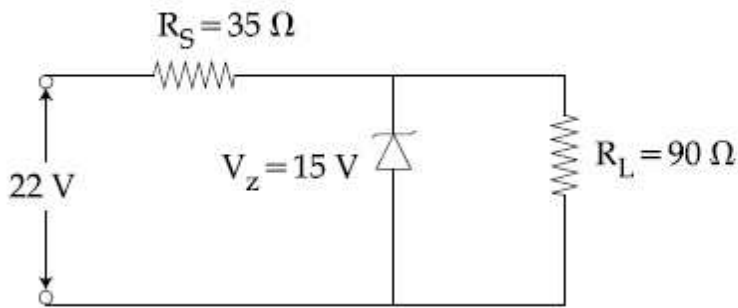 R_S = 35 Ω
22 V
V_z = 15 V
R_L = 90 Ω